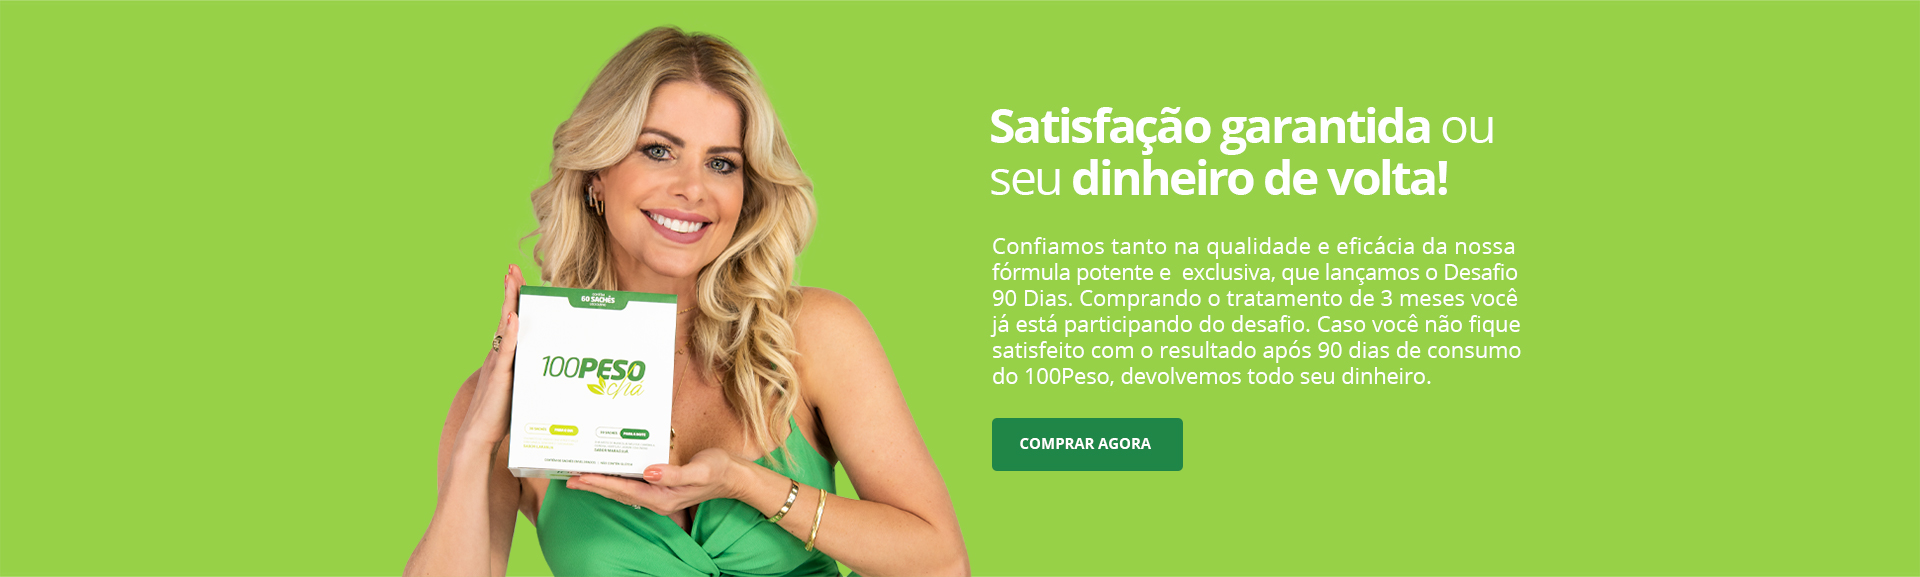 Satisfação garantida ou
seu dinheiro de volta!
Confiamos tanto na qualidade e eficácia da nossa
fórmula potente e exclusiva, que lançamos o Desafio
90 Dias. Comprando o tratamento de 3 meses você
já está participando do desafio. Caso você não fique
satisfeito com o resultado após 90 dias de consumo
do 100Peso, devolvemos todo seu dinheiro.
COMPRAR AGORA
60 SACHÊS
100PESO
chá